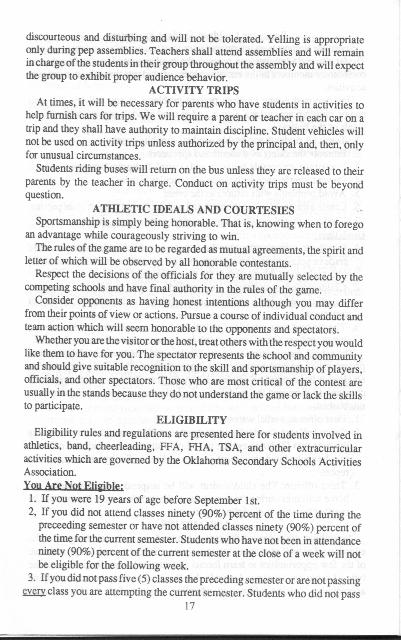 discourteous and disturbing and will not be tolerated. Yelling is appropriate
only during pep assemblies. Teachers shall attend assemblies and will remain
in charge of the students in their group throughout the assembly and will expect
the group to exhibit proper audience behavior.
ACTIVITY TRIPS
At times, it will be necessary for parents who have students in activities to
help furnish cars for trips. We will require a parent or teacher in each car on a
trip and they shall have authority to maintain discipline. Student vehicles will
not be used on activity trips unless authorized by the principal and, then, only
for unusual circumstances.
Students riding buses will return on the bus unless they are released to their
parents by the teacher in charge. Conduct on activity trips must be beyond
question.
ATHLETIC IDEALS AND COURTESIES
Sportsmanship is simply being honorable. That is, knowing when to forego
an advantage while courageously striving to win.
The rules of the game are to be regarded as mutual agreements, the spirit and
letter of which will be observed by all honorable contestants.
Respect the decisions of the officials for they are mutually selected by the
competing schools and have final authority in the rules of the game.
Consider opponents as having honest intentions although you may differ
from their points of view or actions. Pursue a course of individual conduct and
team action which will seem honorable to the opponents and spectators.
Whether you are the visitor or the host, treat others with the respect you would
like them to have for you. The spectator represents the school and community
and should give suitable recognition to the skill and sportsmanship of players,
officials, and other spectators. Those who are most critical of the contest are
usually in the stands because they do not understand the game or lack the skills
to participate.
ELIGIBILITY
Eligibility rules and regulations are presented here for students involved in
athletics, band, cheerleading, FFA, FHA, TSA, and other extracurricular
activities which are governed by the Oklahoma Secondary Schools Activities
Association.
You Are Not Eligible:
1. If you were 19 years of age before September 1st.
2. If you did not attend classes ninety (90%) percent of the time during the
preceeding semester or have not attended classes ninety (90%) percent of
the time for the current semester. Students who have not been in attendance
ninety (90%) percent of the current semester at the close of a week will not
be eligible for the following week.
3. If you did not pass five (5) classes the preceding semester or are not passing
every class you are attempting the current semester. Students who did not pass
17